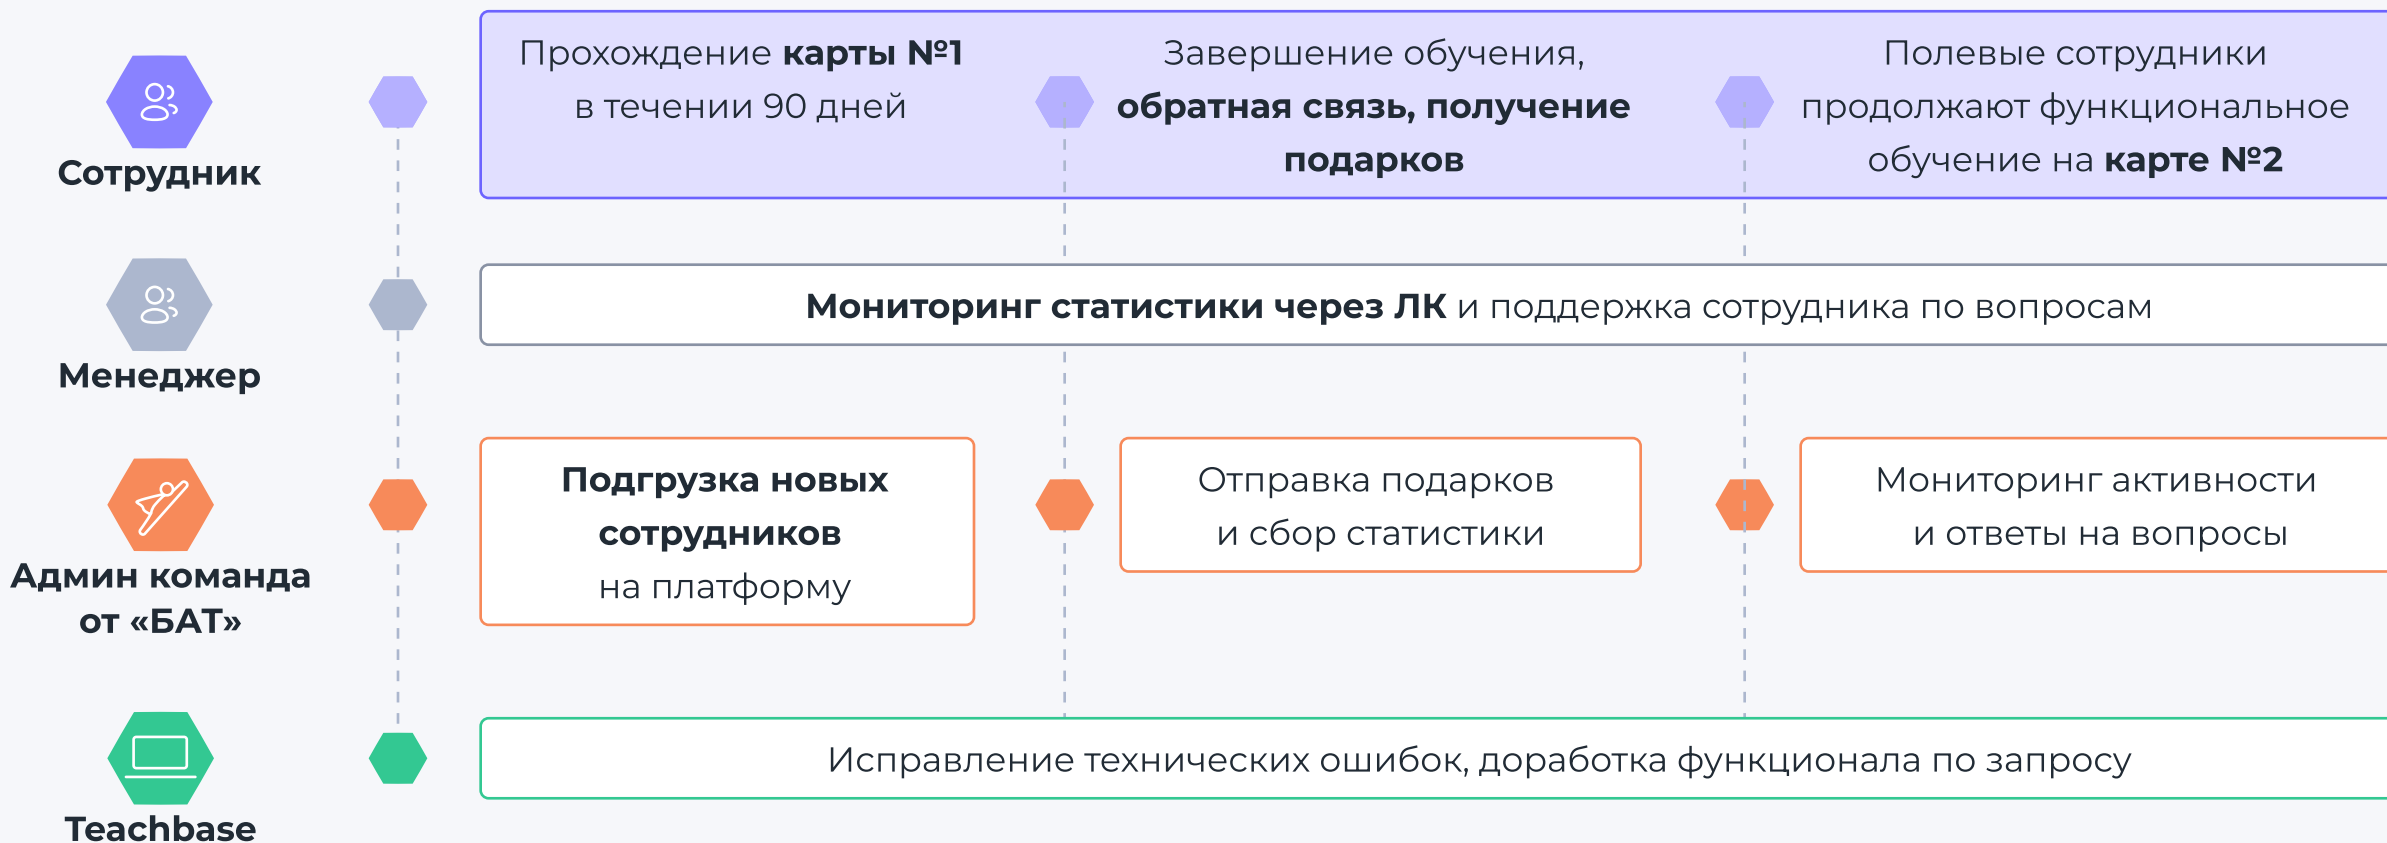 Сотрудник
Прохождение карты №1
в течении 90 дней
Завершение обучения,
обратная связь, получение
подарков
Полевые сотрудники
продолжают функциональное
обучение на карте №2
Менеджер
Мониторинг статистики через ЛК и поддержка сотрудника по вопросам
Админ команда
от «БАТ»
Подгрузка новых
сотрудников
на платформу
Отправка подарков
и сбор статистики
Мониторинг активности
и ответы на вопросы
Teachbase
Исправление технических ошибок, доработка функционала по запросу